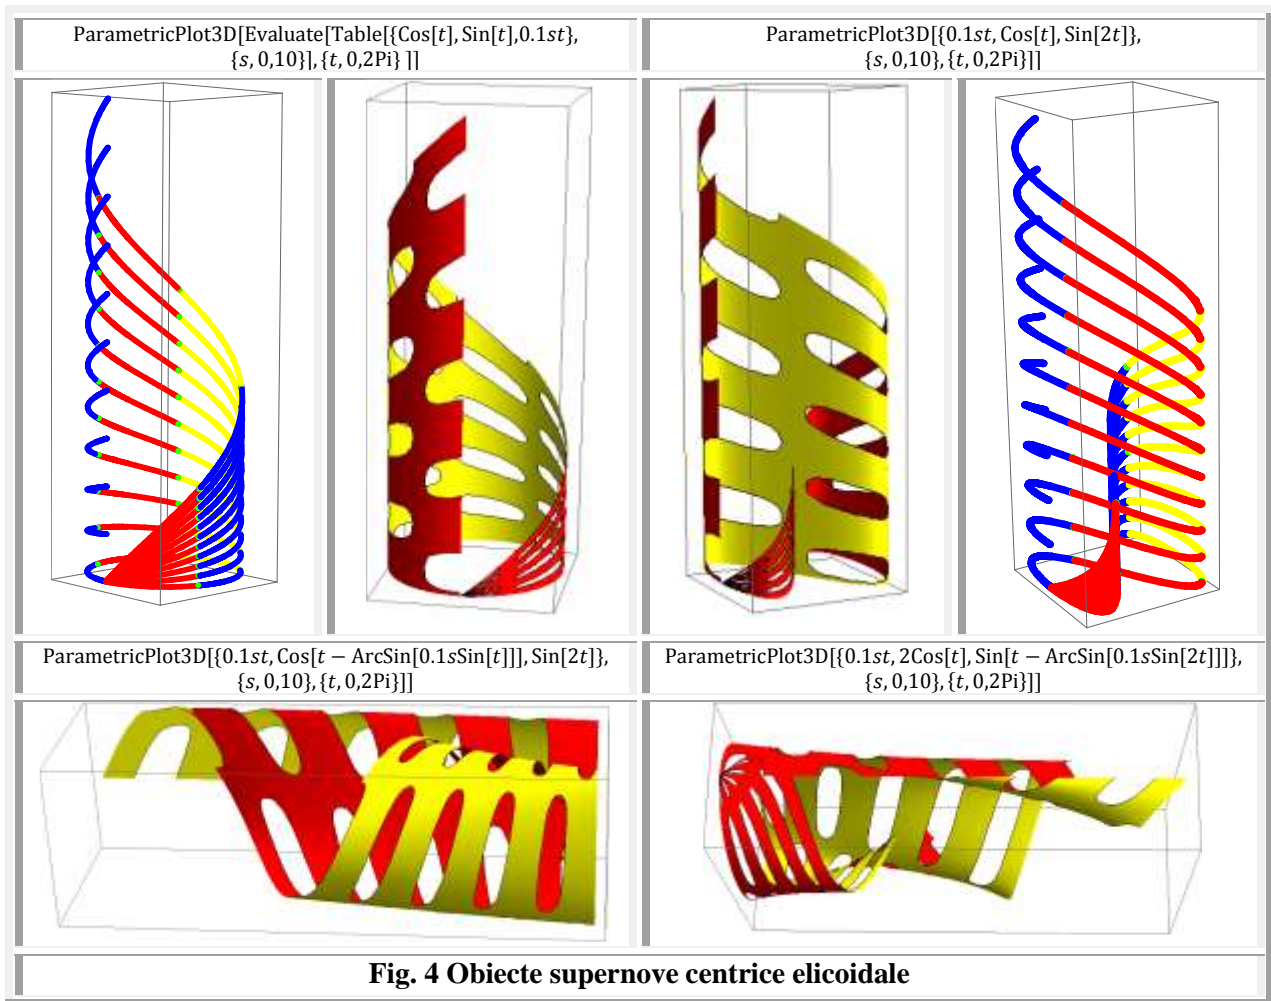 ParametricPlot3D[Evaluate[Table[{Cos[t], Sin[t],0.1st},
{s, 0,10}], {t, 0,2Pi} ]]
ParametricPlot3D[{0.1st, Cos[t], Sin[2t]},
{s, 0,10}, {t, 0,2Pi}]]
ParametricPlot3D[{0.1st, Cos[t − ArcSin[0.1sSin[t]]], Sin[2t]},
{s, 0,10}, {t, 0,2Pi}]]
ParametricPlot3D[{0.1st, 2Cos[t], Sin[t − ArcSin[0.1sSin[2t]]]},
{s, 0,10}, {t, 0,2Pi}]]
Fig. 4 Obiecte supernove centrice elicoidale